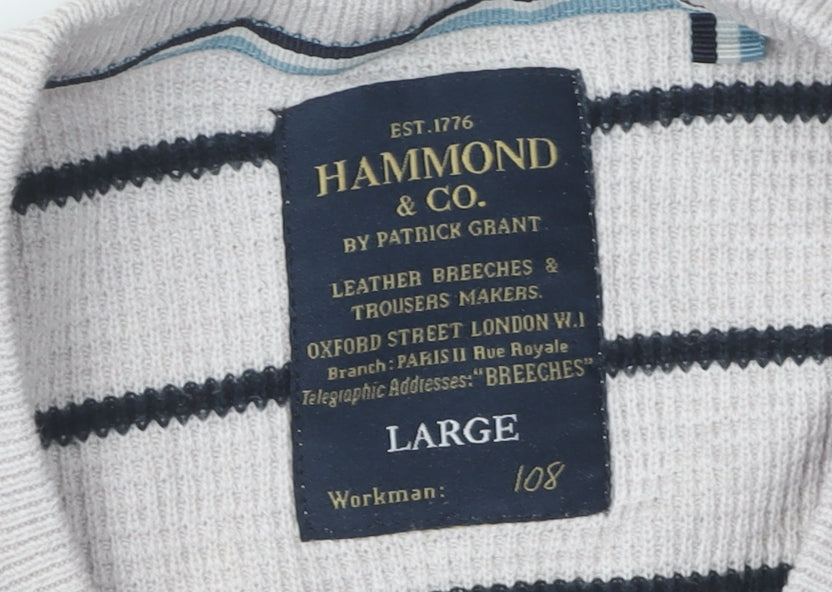 EST.1776
HAMMOND
& CO.
BY PATRICK GRANT
LEATHER BREECHES &
TROUSERS MAKERS.
OXFORD STREET LONDON W.1
Branch: PARIS 11 Rue Royale
Telegraphic Addresses: "BREECHES"
LARGE
Workman: 108